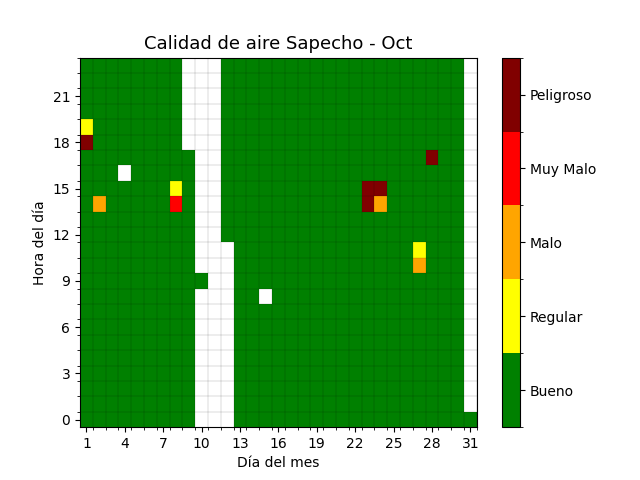 Calidad de aire Sapecho - Oct
Hora del día
21
18
15
12
9
6
3
0
1 4 7 10 13 16 19 22 25 28 31
Día del mes
Peligroso
Muy Malo
Malo
Regular
Bueno